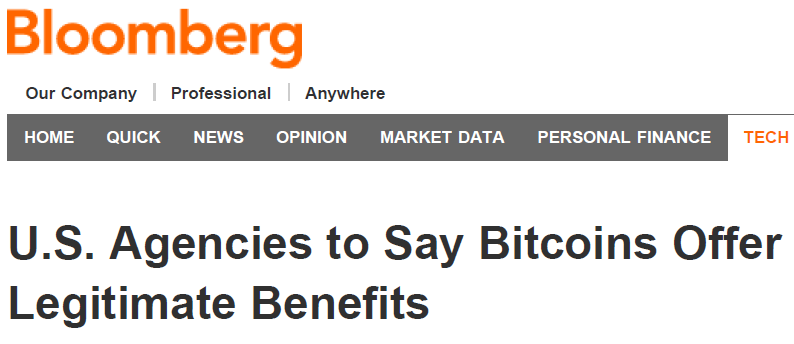 Bloomberg
Our Company | Professional | Anywhere
HOME QUICK NEWS OPINION MARKET DATA PERSONAL FINANCE TECH
U.S. Agencies to Say Bitcoins Offer
Legitimate Benefits